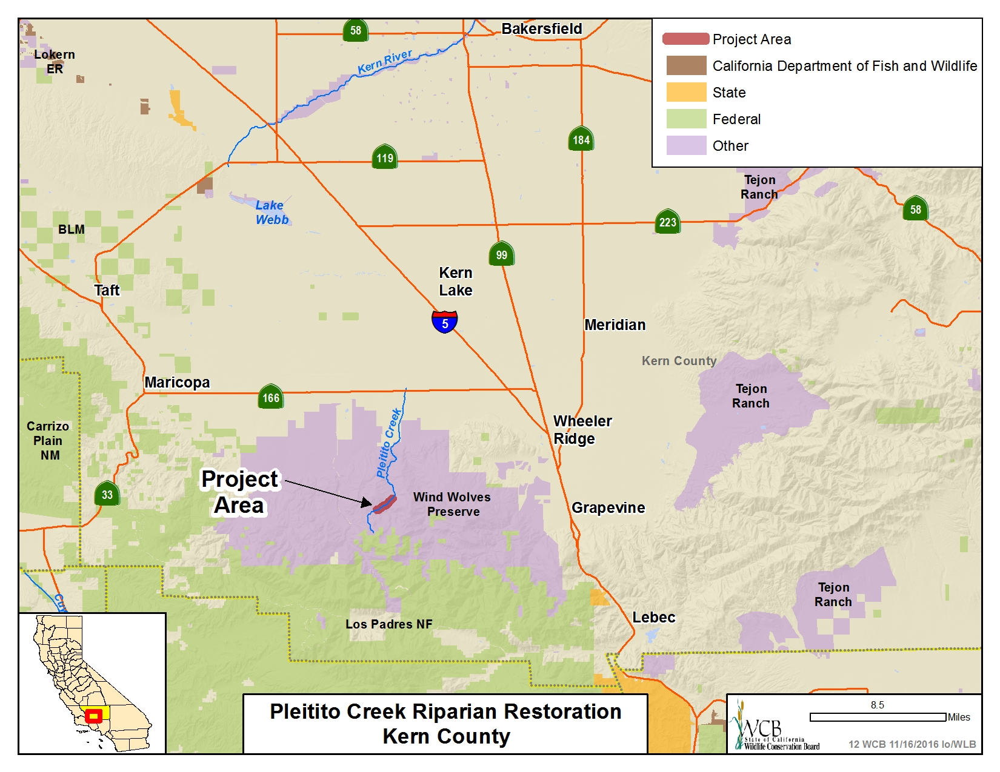 58
Bakersfield
Project Area
California Department of Fish and Wildlife
State
Federal
Other
Lokern
ER
Kern River
184
119
Tejon
Ranch
58
Lake
Webb
223
BLM
99
Kern
Lake
Taft
5
Meridian
Kern County
Maricopa
166
Tejon
Ranch
Pleitito Creek
Wheeler
Ridge
Carrizo
Plain
NM
Project
Area
33
Wind Wolves
Preserve
Grapevine
Tejon
Ranch
Cuy
Los Padres NF
Lebec
Pleitito Creek Riparian Restoration
Kern County
8.5
Miles
WCB
State of California
Wildlife Conservation Board
12 WCB 11/16/2016 lo/WLB